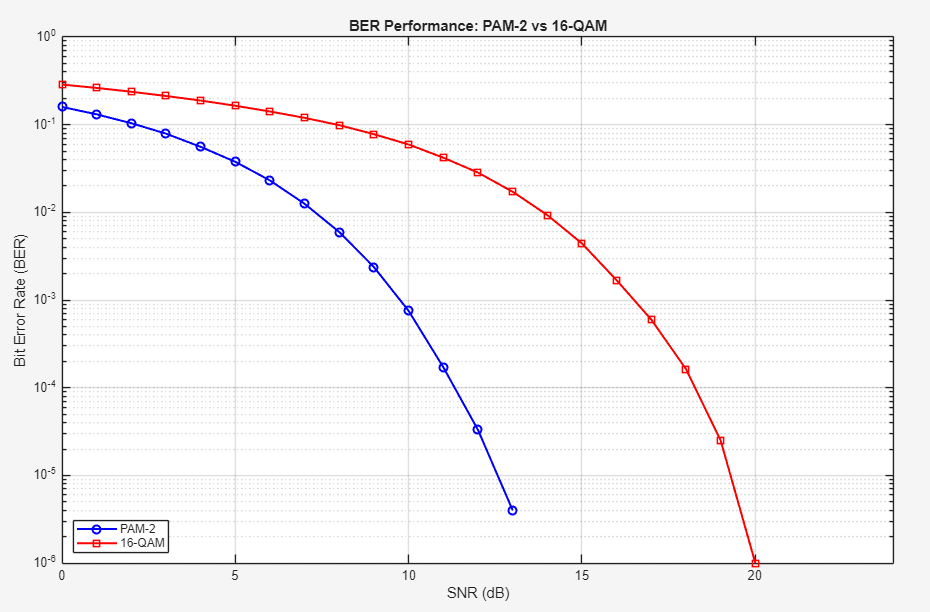 BER Performance: PAM-2 vs 16-QAM
10^0
10^-1
10^-2
10^-3
10^-4
10^-5
10^-6
Bit Error Rate (BER)
PAM-2
16-QAM
0 5 10 15 20
SNR (dB)